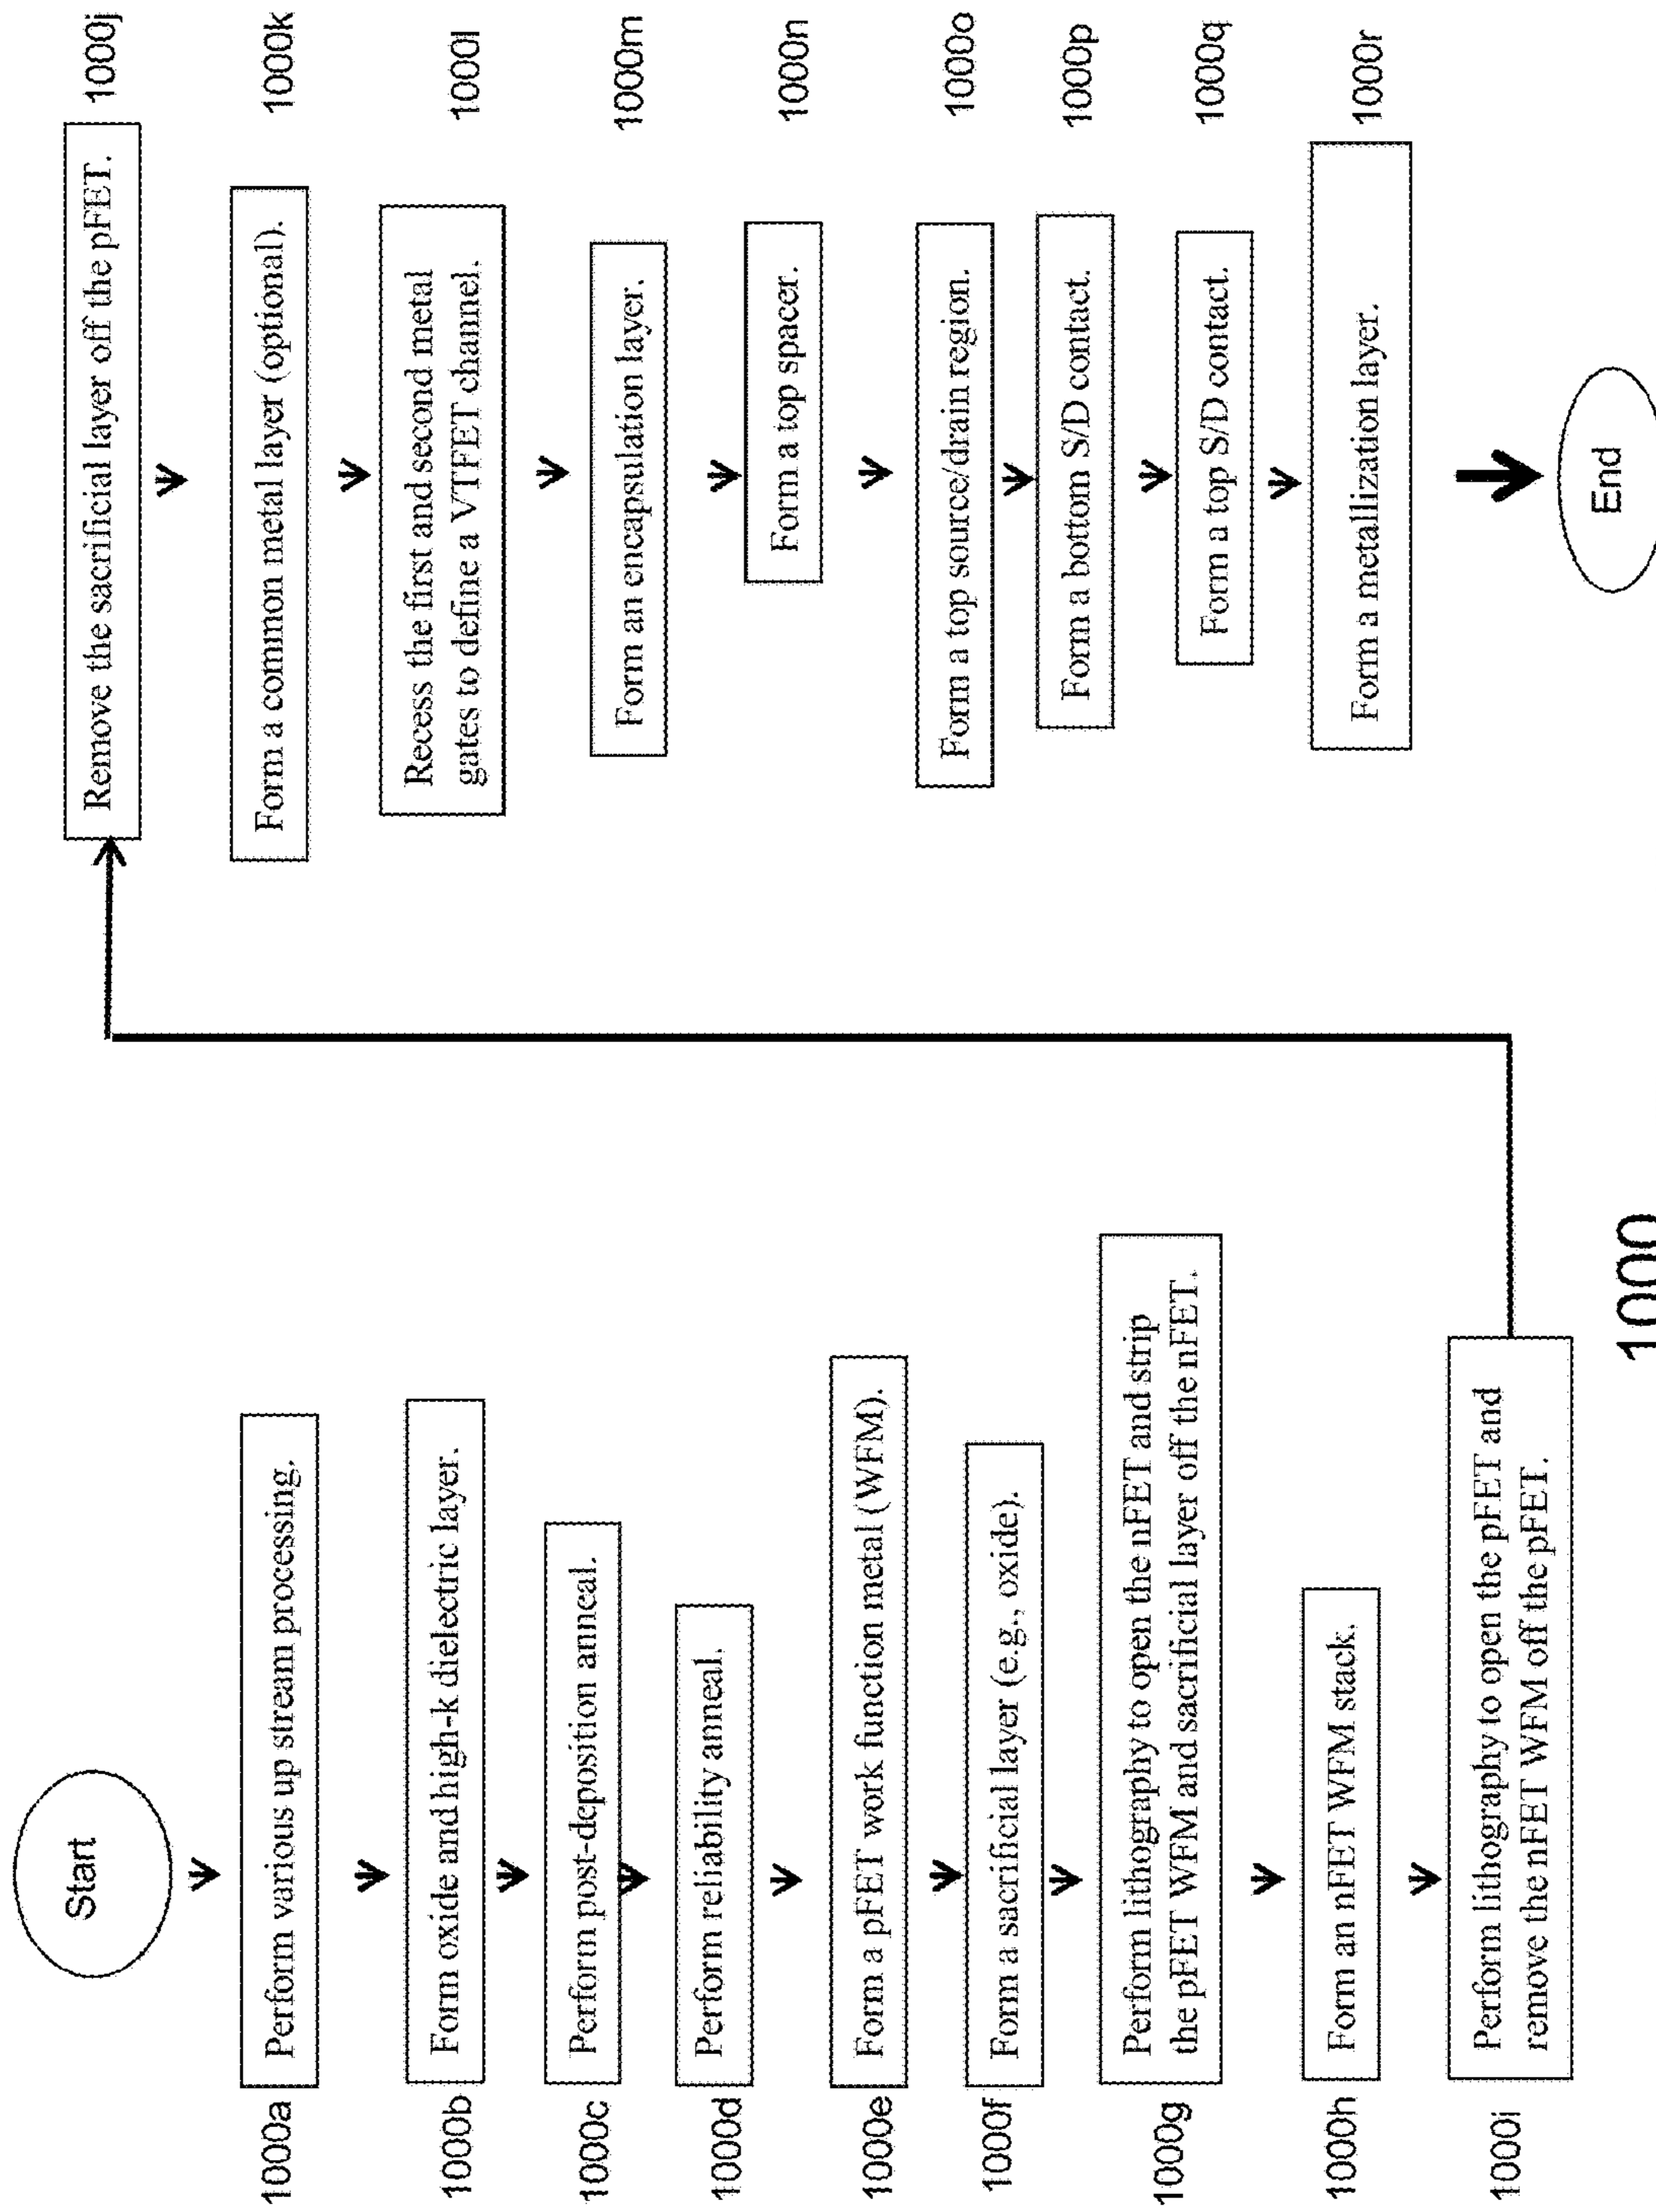 Start
1000a
Perform various up stream processing.
1000b
Form oxide and high-k dielectric layer.
1000c
Perform post-deposition anneal.
1000d
Perform reliability anneal.
1000e
Form a pFET work function metal (WFM).
1000f
Form a sacrificial layer (e.g., oxide).
1000g
Perform lithography to open the nFET and strip
the pFET WFM and sacrificial layer off the nFET.
1000h
Form an nFET WFM stack.
1000i
Perform lithography to open the pFET and
remove the nFET WFM off the pFET.
Remove the sacrificial layer off the pFET.
1000j
Form a common metal layer (optional).
1000k
Recess the first and second metal
gates to define a VTFET channel.
1000l
Form an encapsulation layer.
1000m
Form a top spacer.
1000n
Form a top source/drain region.
1000o
Form a bottom S/D contact.
1000p
Form a top S/D contact.
1000q
Form a metallization layer.
1000r
End
1000